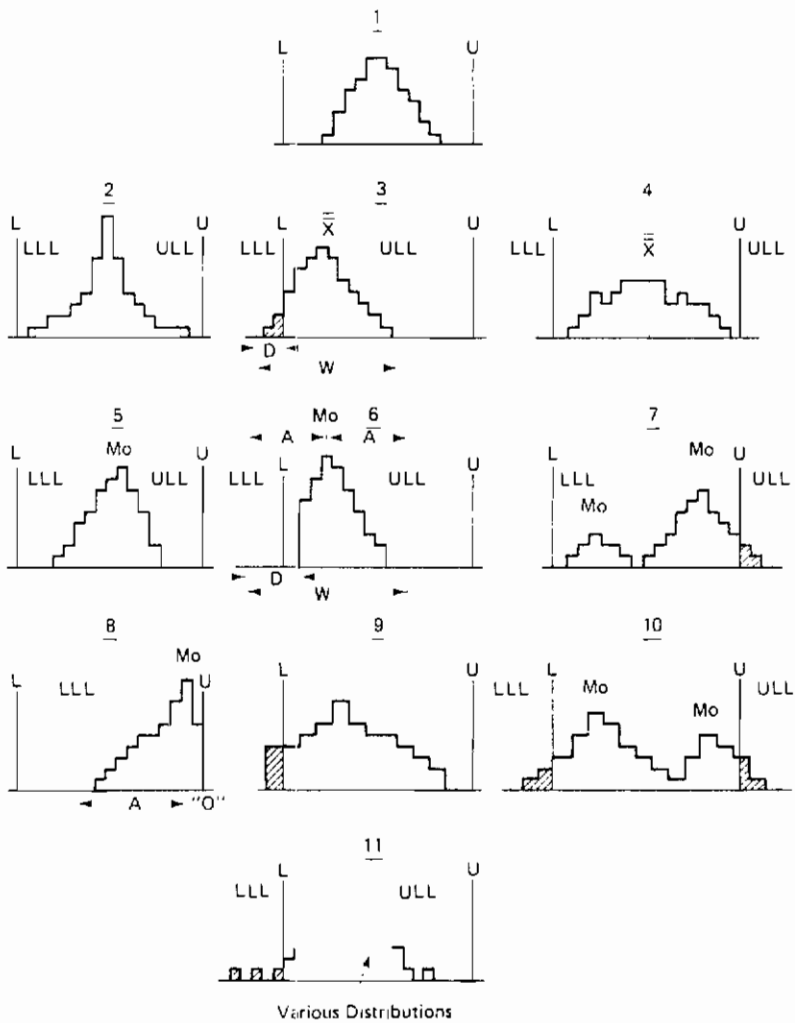 1
L U
2
L LLL ULL U
3
LLL L X ULL U
D
W
4
LLL L X U ULL
5
L LLL Mo ULL U
6
Mo
A A
LLL L ULL U
D
W
7
L LLL Mo Mo U ULL
8
L LLL Mo U
A "O"
9
L U
10
LLL L Mo Mo U ULL
11
LLL L ULL U
Various Distributions